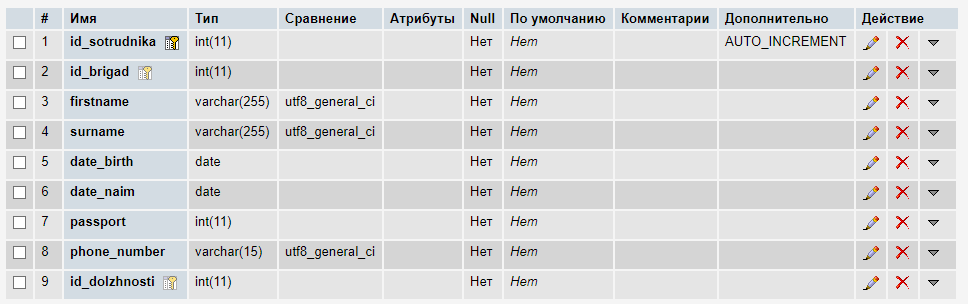 # Имя Тип Сравнение Атрибуты Null По умолчанию Комментарии Дополнительно Действие
1 id_sotrudnika int(11) Нет Нет AUTO_INCREMENT
2 id_brigad int(11) Нет Нет
3 firstname varchar(255) utf8_general_ci Нет Нет
4 surname varchar(255) utf8_general_ci Нет Нет
5 date_birth date Нет Нет
6 date_naim date Нет Нет
7 passport int(11) Нет Нет
8 phone_number varchar(15) utf8_general_ci Нет Нет
9 id_dolzhnosti int(11) Нет Нет